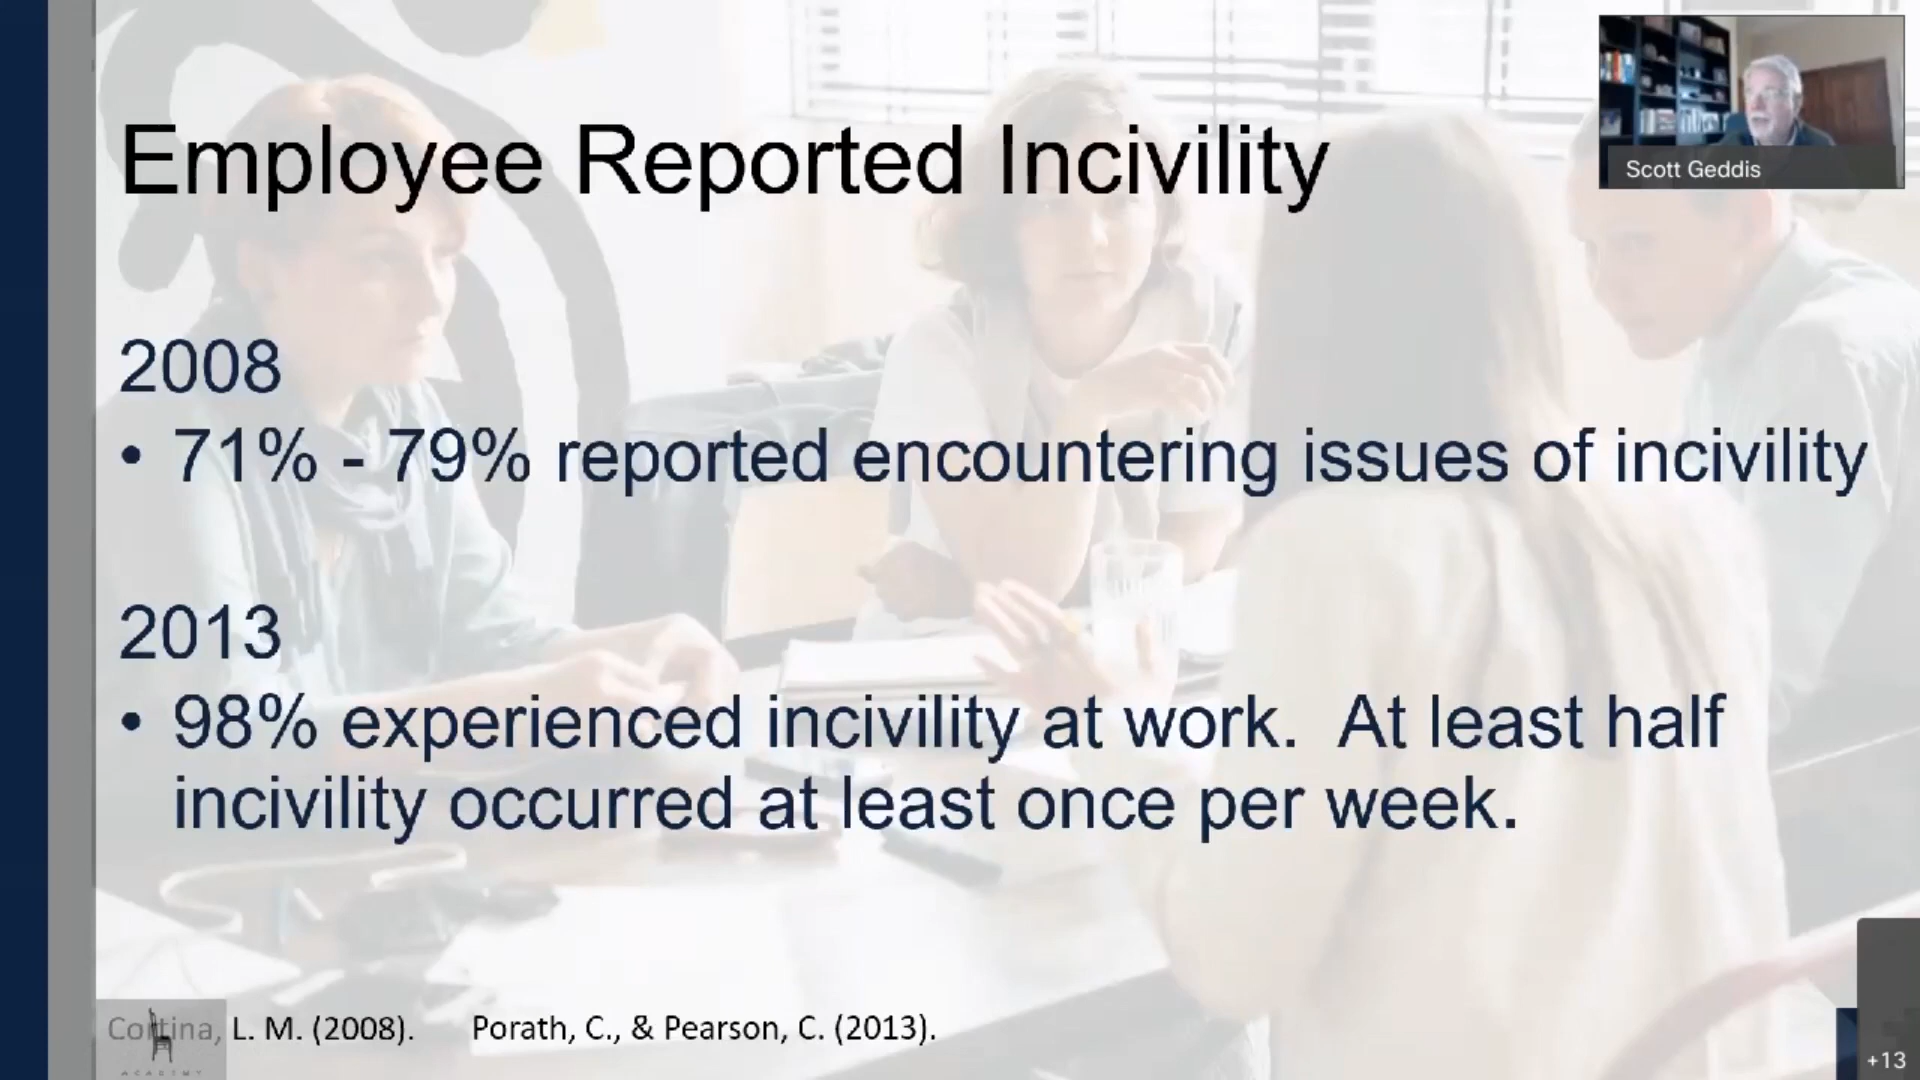 Employee Reported Incivility
Scott Geddis
2008
• 71% - 79% reported encountering issues of incivility
2013
• 98% experienced incivility at work. At least half
incivility occurred at least once per week.
Cortina, L. M. (2008). Porath, C., & Pearson, C. (2013).
ACADEMY
+13